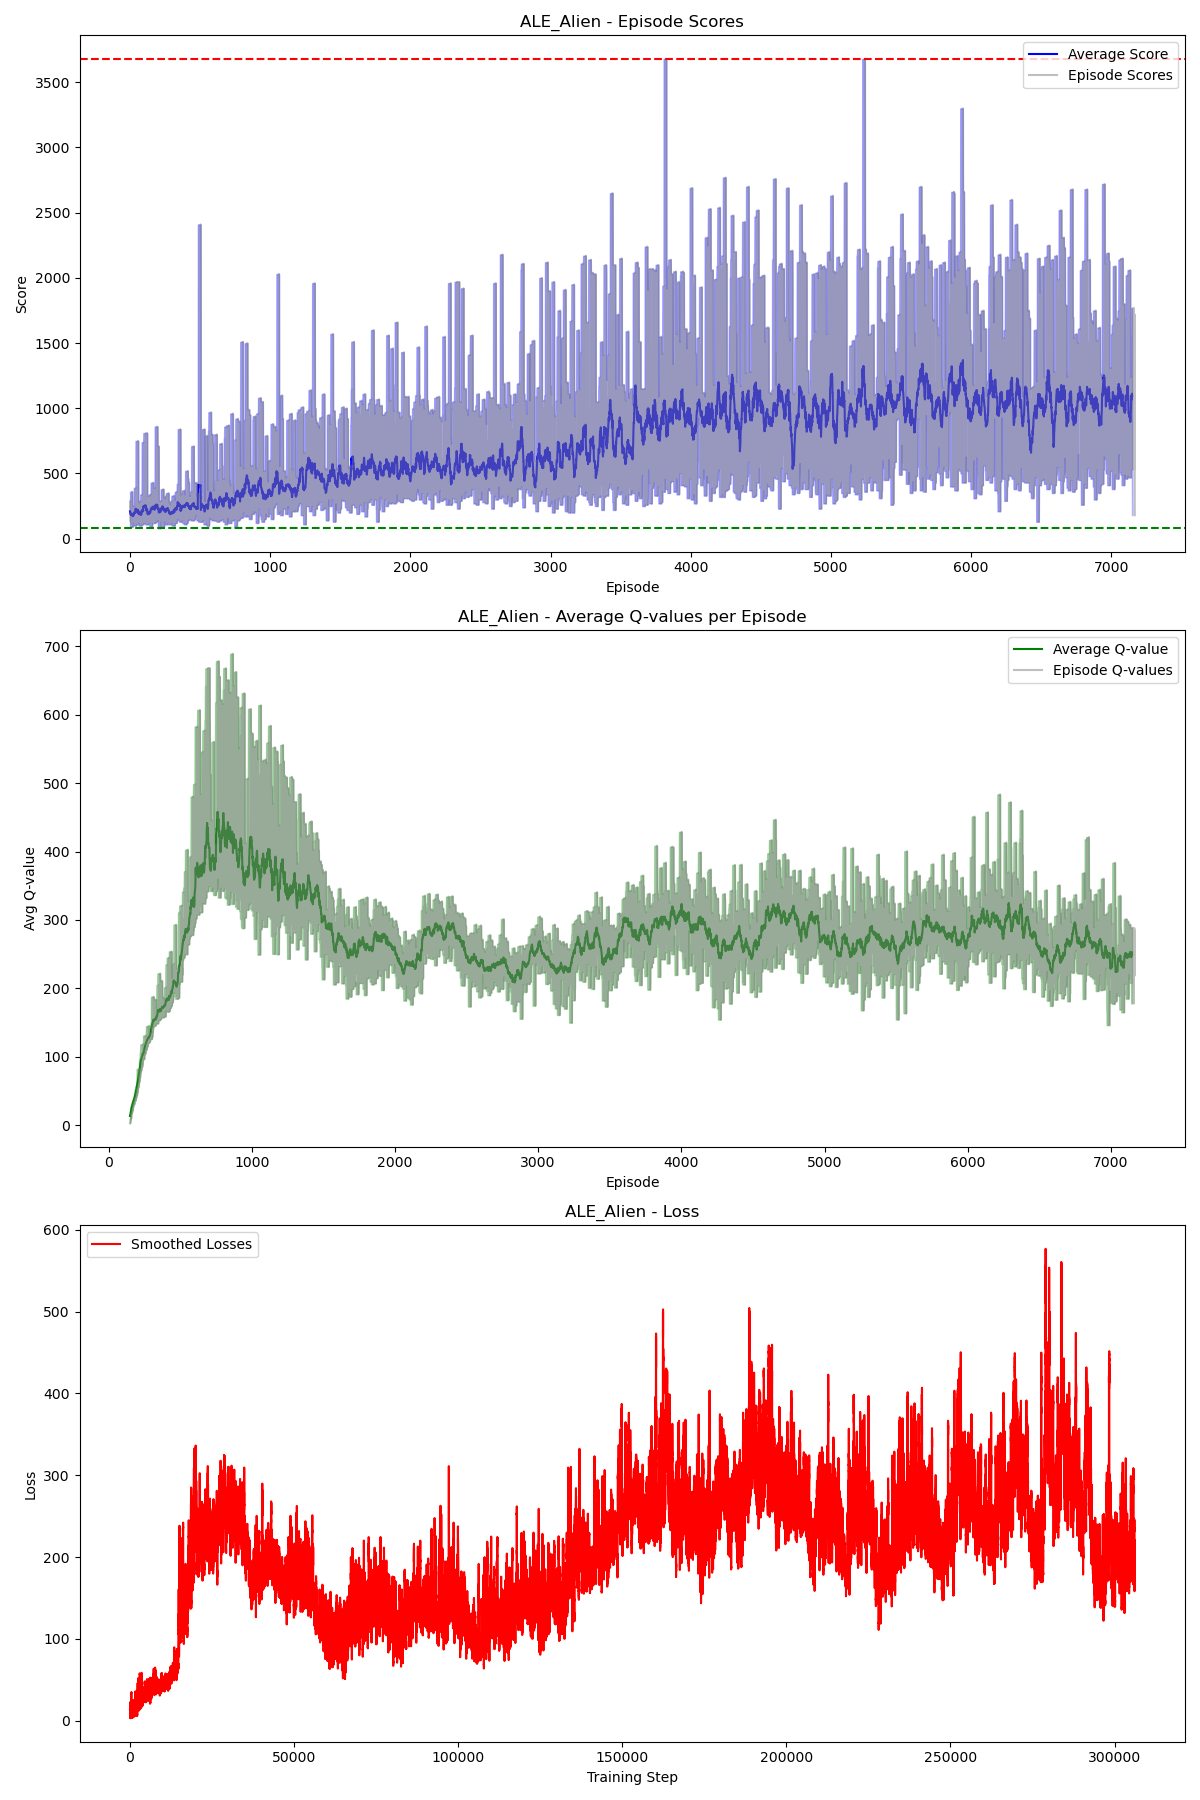 ALE_Alien - Episode Scores
Average Score
Episode Scores
Score
3500
3000
2500
2000
1500
1000
500
0
0 1000 2000 3000 4000 5000 6000 7000
Episode
ALE_Alien - Average Q-values per Episode
Average Q-value
Episode Q-values
Avg Q-value
700
600
500
400
300
200
100
0
0 1000 2000 3000 4000 5000 6000 7000
Episode
ALE_Alien - Loss
Smoothed Losses
Loss
600
500
400
300
200
100
0
0 50000 100000 150000 200000 250000 300000
Training Step